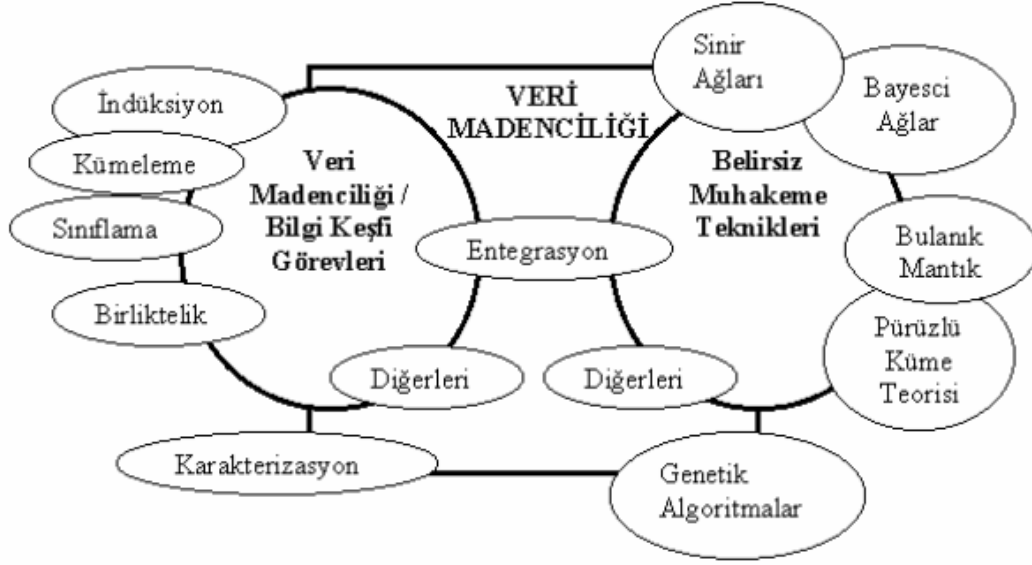 Sinir
Ağları
Bayesci
Ağlar
VERİ
MADENCİLİĞİ
İndüksiyon
Kümeleme
Sınıflama
Birliktelik
Veri
Madenciliği /
Bilgi Keşfi
Görevleri
Entegrasyon
Belirsiz
Muhakeme
Teknikleri
Bulanık
Mantık
Pürüzlü
Küme
Teorisi
Diğerleri
Diğerleri
Karakterizasyon
Genetik
Algoritmalar